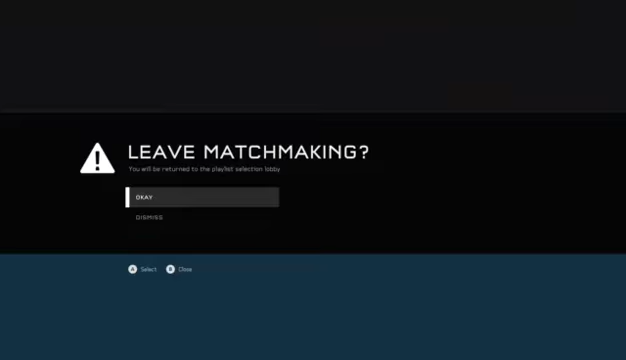 LEAVE MATCHMAKING?
You will be returned to the playlist selection lobby
OKAY
DISMISS
A Select B Close